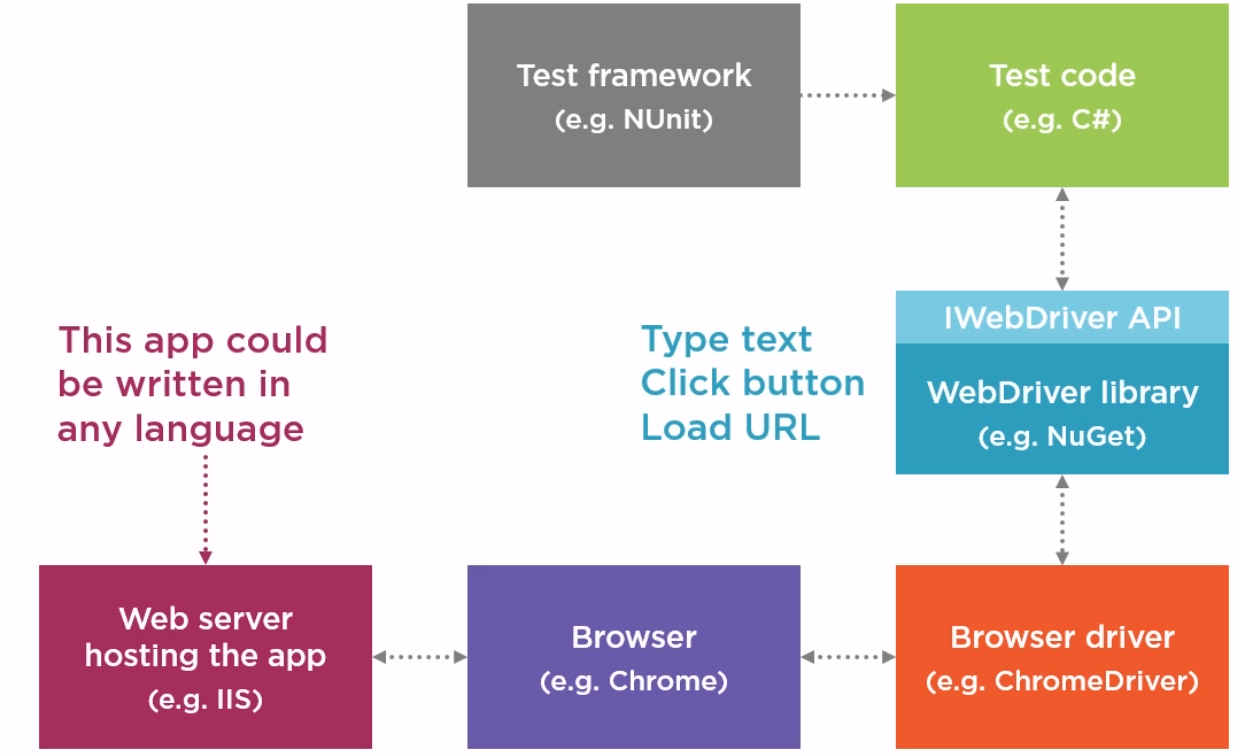 Test framework
(e.g. NUnit)
Test code
(e.g. C#)
This app could
be written in
any language
Type text
Click button
Load URL
IWebDriver API
WebDriver library
(e.g. NuGet)
Web server
hosting the app
(e.g. IIS)
Browser
(e.g. Chrome)
Browser driver
(e.g. ChromeDriver)